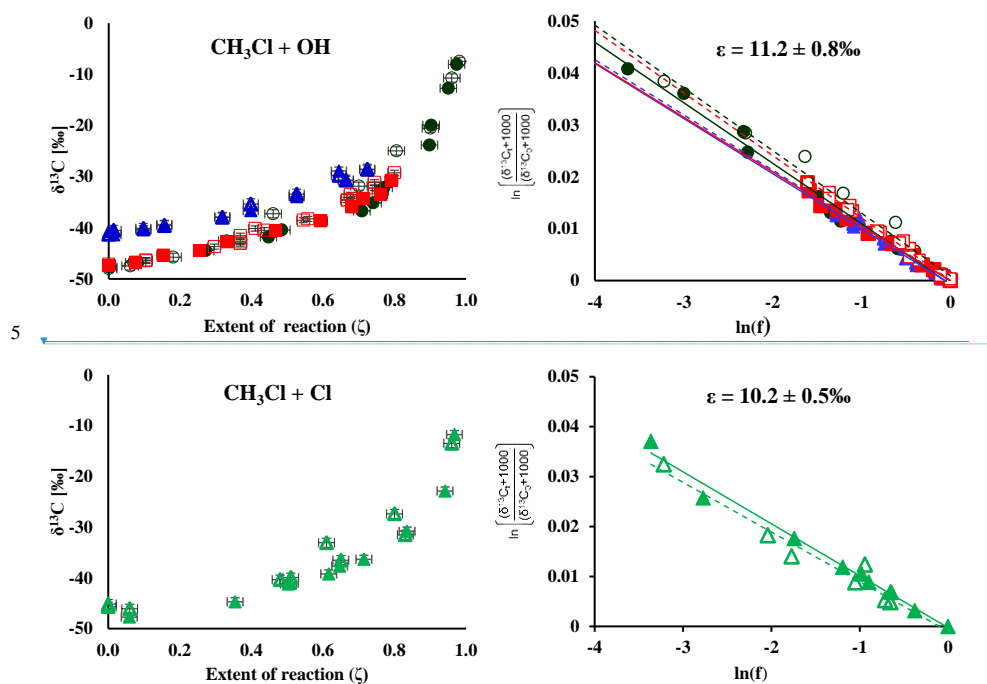 0
-10
-20
-30
-40
-50
δ¹³C [‰]
CH₃Cl + OH
0.0 0.2 0.4 0.6 0.8 1.0
Extent of reaction (ζ)
0.05
0.04
0.03
0.02
0.01
0
ln [(δ¹³Cₜ+1000) / (δ¹³C₀+1000)]
ε = 11.2 ± 0.8‰
-4 -3 -2 -1 0
ln(f)
5
0
-10
-20
-30
-40
-50
δ¹³C [‰]
CH₃Cl + Cl
0.0 0.2 0.4 0.6 0.8 1.0
Extent of reaction (ζ)
0.05
0.04
0.03
0.02
0.01
0
ln [(δ¹³Cₜ+1000) / (δ¹³C₀+1000)]
ε = 10.2 ± 0.5‰
-4 -3 -2 -1 0
ln(f)